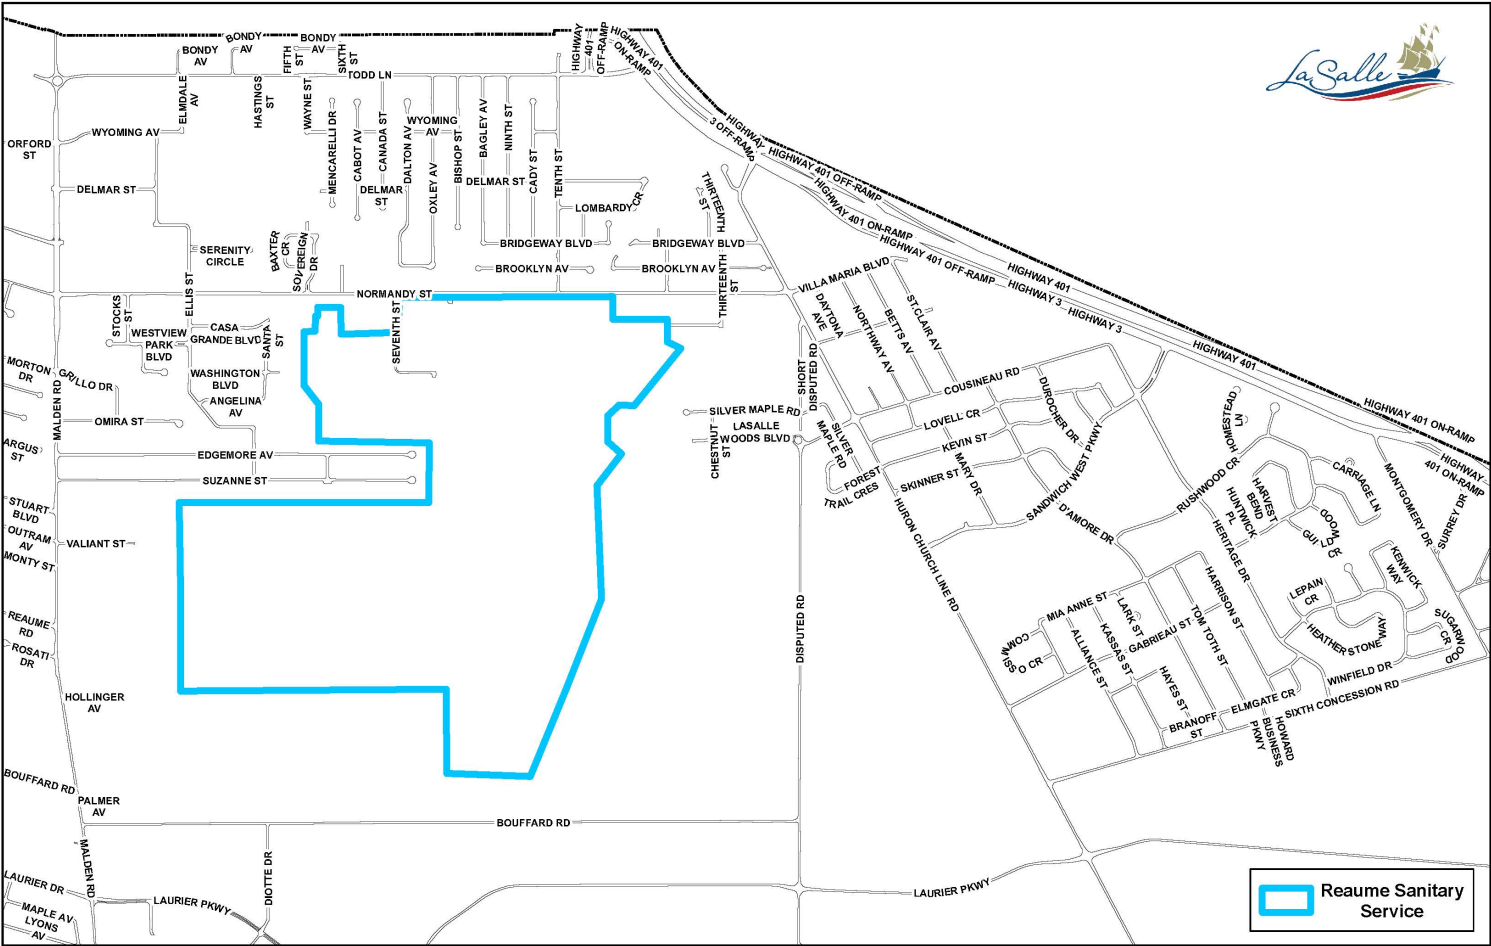 BONDY
AV
BONDY
AV
FIFTH
ST
BONDY
AV
SIXTH
ST
HIGHWAY
401
OFF-RAMP
HIGHWAY 401
ON-RAMP
LaSalle
TODD LN
ELMDALE
AV
HASTINGS
ST
WAYNE ST
MENCARELLI DR
CABOT AV
CANADA ST
DALTON AV
WYOMING
AV
OXLEY AV
BISHOP ST
BAGLEY AV
NINTH ST
CADY ST
TENTH ST
HIGHWAY
3 OFF-RAMP
HIGHWAY 401 OFF-RAMP
WYOMING AV
ORFORD
ST
DELMAR ST
DELMAR
ST
DELMAR ST
LOMBARDY CR
THIRTEENTH
ST
HIGHWAY 401 ON-RAMP
HIGHWAY 401 OFF-RAMP
HIGHWAY 401
HIGHWAY 3
HIGHWAY 3
HIGHWAY 401
HIGHWAY 401 ON-RAMP
HIGHWAY
401 ON-RAMP
SERENITY
CIRCLE
BAXTER
CR
SOVEREIGN
DR
BRIDGEWAY BLVD
BRIDGEWAY BLVD
BROOKLYN AV
BROOKLYN AV
THIRTEENTH
ST
NORMANDY ST
ELLIS ST
STOCKS
ST
VILLA MARIA BLVD
DAYTONA
AVE
NORTHWAY AV
BETTS AV
ST.CLAIR AV
WESTVIEW
PARK
BLVD
CASA
GRANDE BLVD
SANTA
ST
SEVENTH ST
WASHINGTON
BLVD
ANGELINA
AV
MORTON
DR
GRILLO DR
MALDEN RD
OMIRA ST
SHORT
DISPUTED RD
COUSINEAU RD
DUROCHER DR
LOVELL CR
KEVIN ST
SILVER MAPLE RD
LASALLE
WOODS BLVD
CHESTNUT
ST
SILVER
MAPLE RD
FOREST
TRAIL CRES
SKINNER ST
MARY DR
SANDWICH WEST PKWY
D'AMORE DR
HOMESTEAD
LN
RUSHWOOD CR
HARVEST
BEND
HUNTWICK
PL
CARRIAGE LN
MONTGOMERY DR
SURREY DR
GUILDWOOD
CR
ARGUS
ST
EDGEMORE AV
SUZANNE ST
STUART
BLVD
OUTRAM
AV
VALIANT ST
MONTY ST
HURON CHURCH LINE RD
HERITAGE DR
KENWICK
WAY
LEPAIN
CR
HEATHERSTONE WAY
SUGARWOOD
CR
HARRISON ST
MIA ANNE ST
LARK ST
TOM TOTH ST
GABRIEAU ST
KASSAS ST
ALLIANCE ST
COMMISSO CR
HAYES ST
WINFIELD DR
ELMGATE CR
SIXTH CONCESSION RD
BRANOFF
ST
HOWARD
BUSINESS
PKWY
REAUME
RD
ROSATI
DR
DISPUTED RD
HOLLINGER
AV
BOUFFARD RD
PALMER
AV
BOUFFARD RD
MALDEN RD
DIOTTE DR
LAURIER DR
LAURIER PKWY
LAURIER PKWY
MAPLE AV
LYONS
AV
Reaume Sanitary
Service